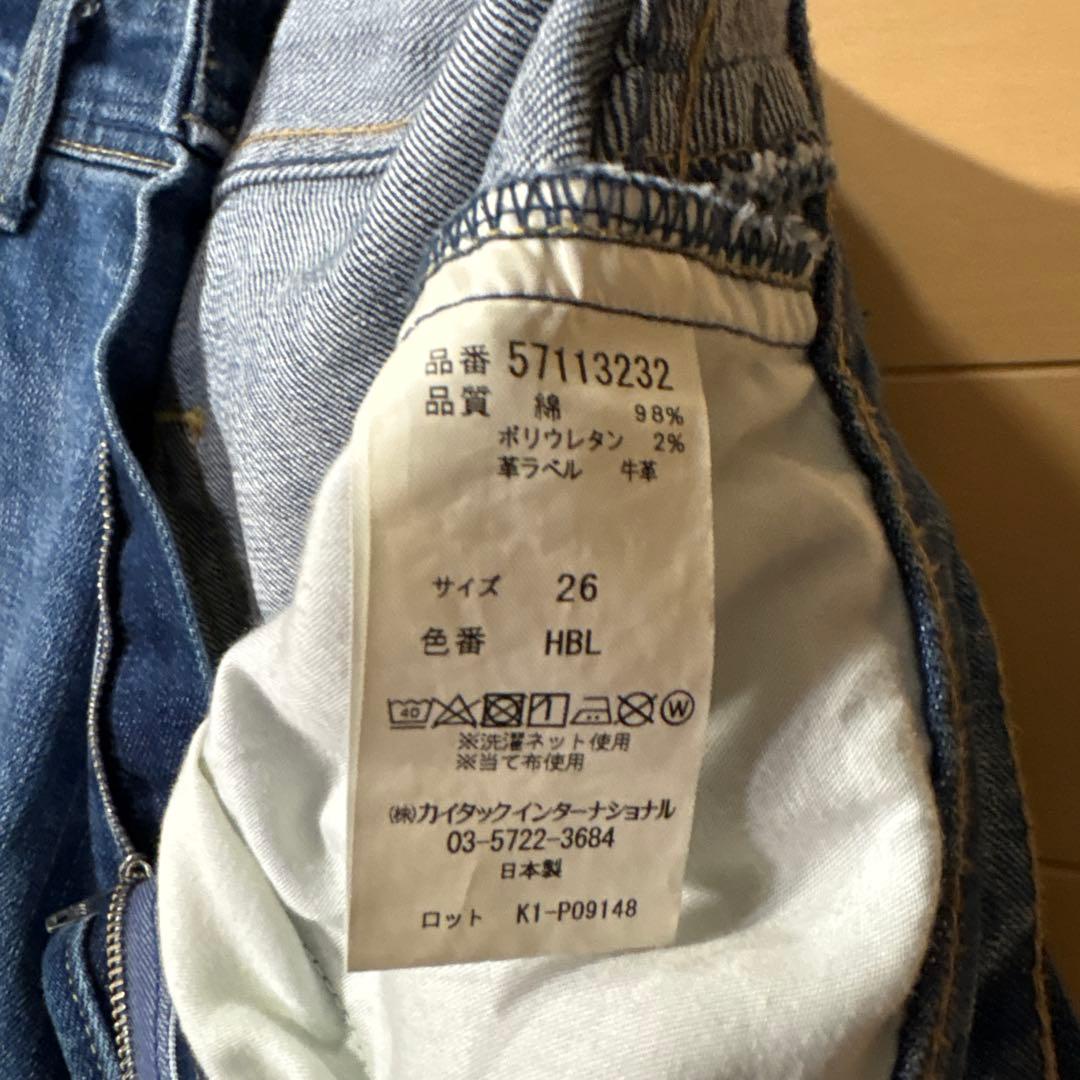 品番 57113232
品質 綿 98%
ポリウレタン 2%
革ラベル 牛革
サイズ 26
色番 HBL
40 W
※洗濯ネット使用
※当て布使用
㈱カイタックインターナショナル
03-5722-3684
日本製
ロット K1-P09148